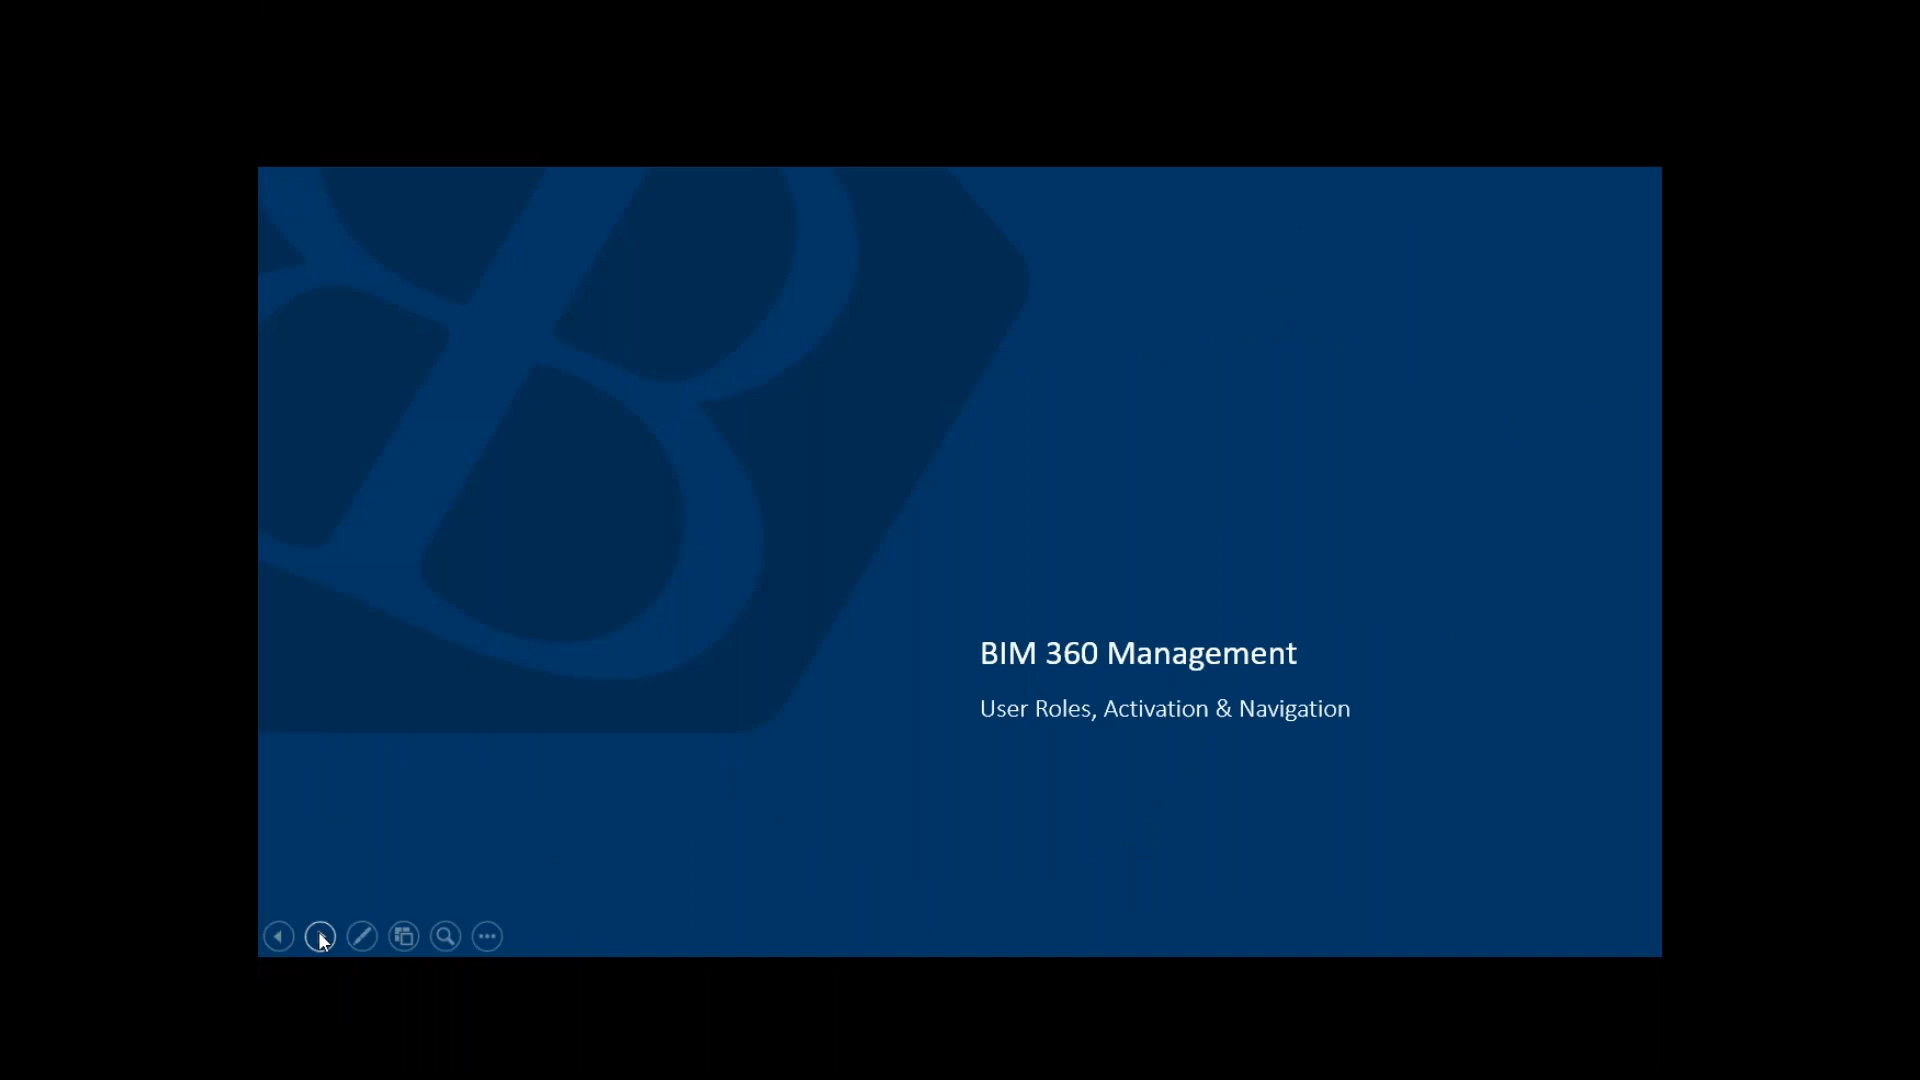 BIM 360 Management
User Roles, Activation & Navigation